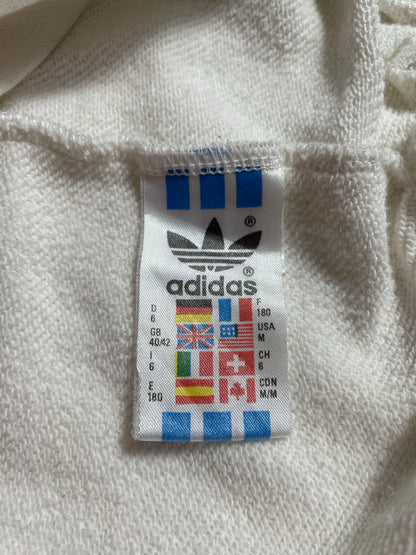 ®
®
adidas
D 6 F 180
GB 40/42 USA M
I 6 CH 6
E 180 CDN M/M